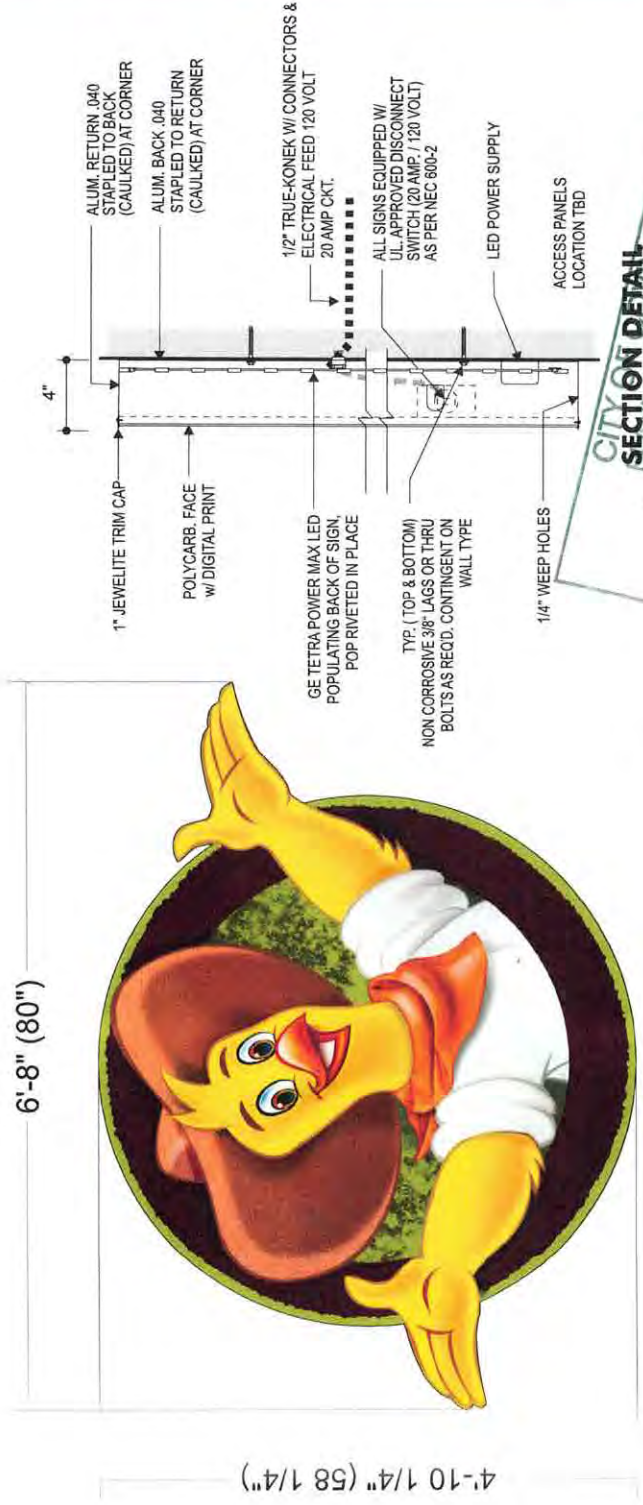 6'-8" (80")
4'-10 1/4" (58 1/4")
4"
1" JEWELITE TRIM CAP
POLYCARB. FACE
w/ DIGITAL PRINT
GE TETRA POWER MAX LED
POPULATING BACK OF SIGN,
POP RIVETED IN PLACE
TYP. ( TOP & BOTTOM)
NON CORROSIVE 3/8" LAGS OR THRU
BOLTS AS REQ'D. CONTINGENT ON
WALL TYPE
1/4" WEEP HOLES
ALUM. RETURN .040
STAPLED TO BACK
(CAULKED) AT CORNER
ALUM. BACK .040
STAPLED TO RETURN
(CAULKED) AT CORNER
1/2" TRUE-KONEK W/ CONNECTORS &
ELECTRICAL FEED 120 VOLT
20 AMP CKT.
ALL SIGNS EQUIPPED W/
UL. APPROVED DISCONNECT
SWITCH (20 AMP. / 120 VOLT)
AS PER NEC 600-2
LED POWER SUPPLY
ACCESS PANELS
LOCATION TBD
CITY OF
SECTION DETAIL